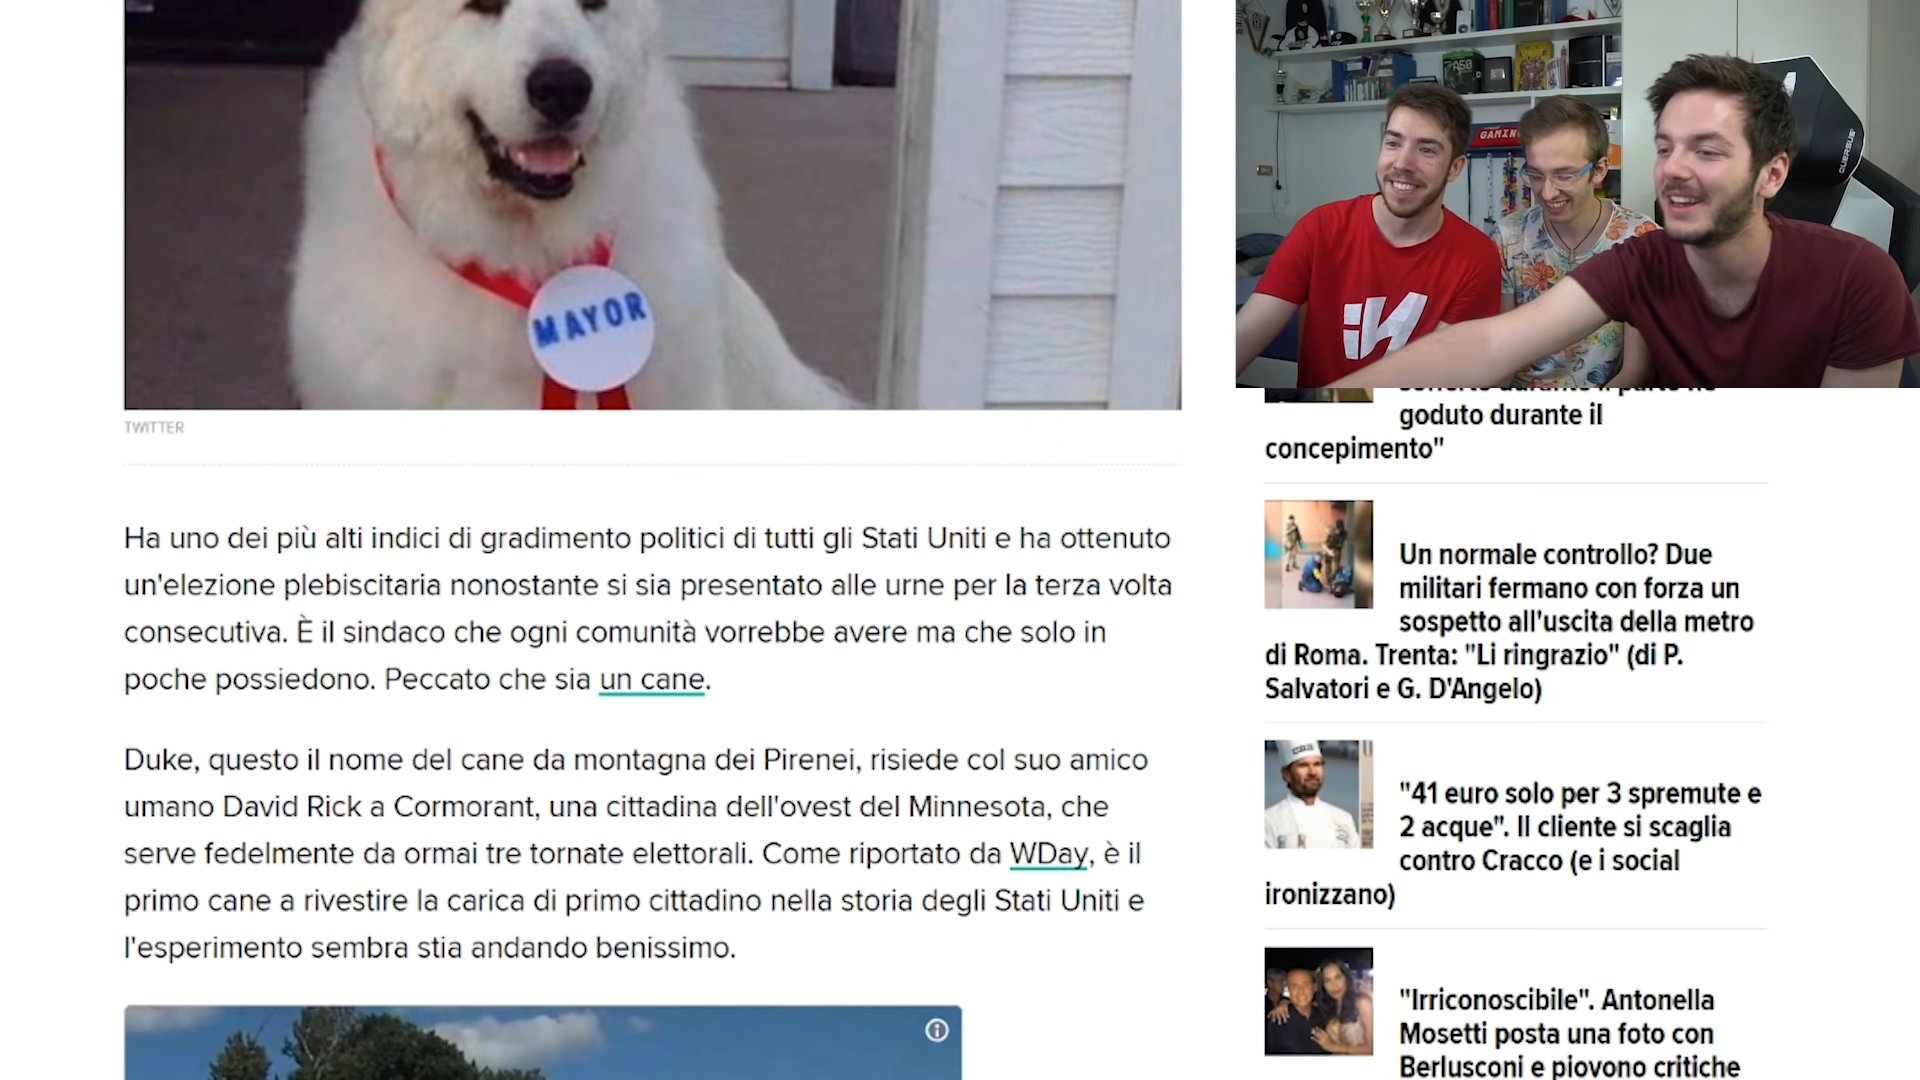 MAYOR
TWITTER
Ha uno dei più alti indici di gradimento politici di tutti gli Stati Uniti e ha ottenuto
un'elezione plebiscitaria nonostante si sia presentato alle urne per la terza volta
consecutiva. È il sindaco che ogni comunità vorrebbe avere ma che solo in
poche possiedono. Peccato che sia un cane.
Duke, questo il nome del cane da montagna dei Pirenei, risiede col suo amico
umano David Rick a Cormorant, una cittadina dell'ovest del Minnesota, che
serve fedelmente da ormai tre tornate elettorali. Come riportato da WDay, è il
primo cane a rivestire la carica di primo cittadino nella storia degli Stati Uniti e
l'esperimento sembra stia andando benissimo.
A50
GAMING
QUERSUS
iN
goduto durante il
concepimento"
Un normale controllo? Due
militari fermano con forza un
sospetto all'uscita della metro
di Roma. Trenta: "Li ringrazio" (di P.
Salvatori e G. D'Angelo)
"41 euro solo per 3 spremute e
2 acque". Il cliente si scaglia
contro Cracco (e i social
ironizzano)
"Irriconoscibile". Antonella
Mosetti posta una foto con
Berlusconi e piovono critiche